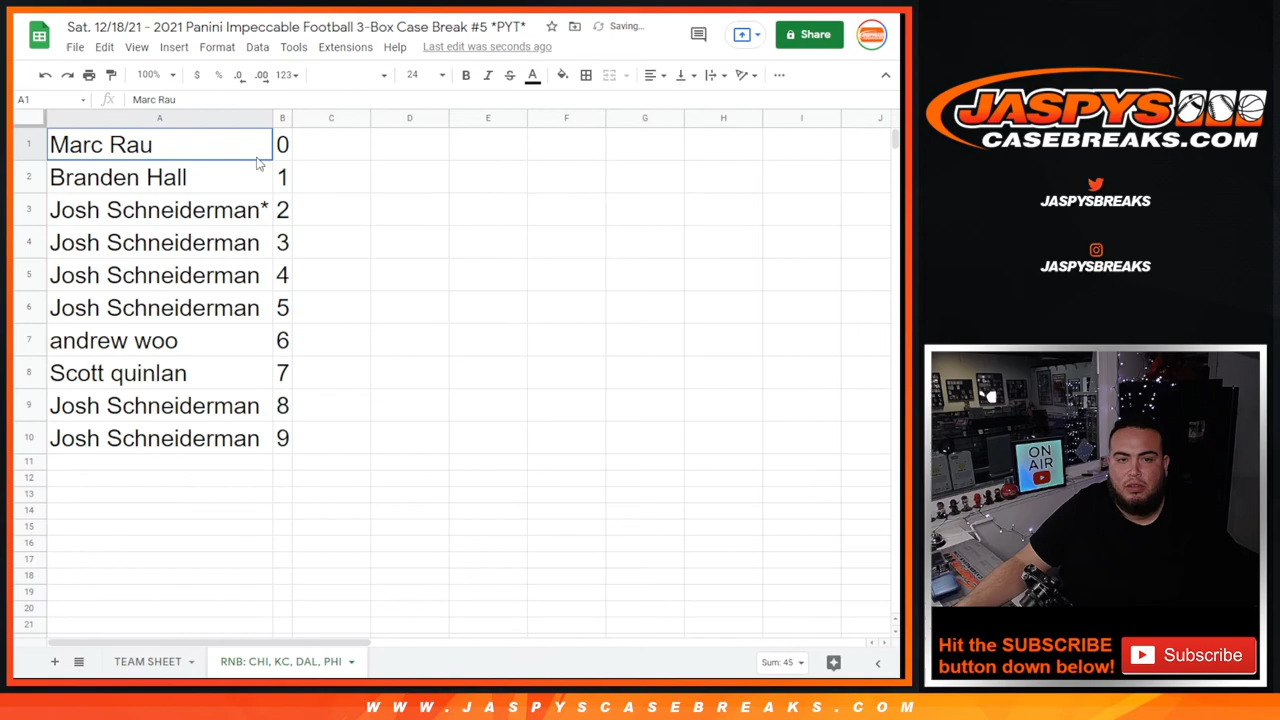 Sat. 12/18/21 - 2021 Panini Impeccable Football 3-Box Case Break #5 *PYT*
Saving...
File Edit View Insert Format Data Tools Extensions Help Last edit was seconds ago
Share
100% $ % .0 .00 123 24 B I S A
A1 fx Marc Rau
A B C D E F G H I J
1 Marc Rau 0
2 Branden Hall 1
3 Josh Schneiderman* 2
4 Josh Schneiderman 3
5 Josh Schneiderman 4
6 Josh Schneiderman 5
7 andrew woo 6
8 Scott quinlan 7
9 Josh Schneiderman 8
10 Josh Schneiderman 9
11
12
13
14
15
16
17
18
19
20
21
TEAM SHEET
RNB: CHI, KC, DAL, PHI
Sum: 45
JASPYS
CASEBREAKS.COM
JASPYSBREAKS
JASPYSBREAKS
ON
AIR
Hit the SUBSCRIBE
button down below!
Subscribe
WWW.JASPYSCASEBREAKS.COM